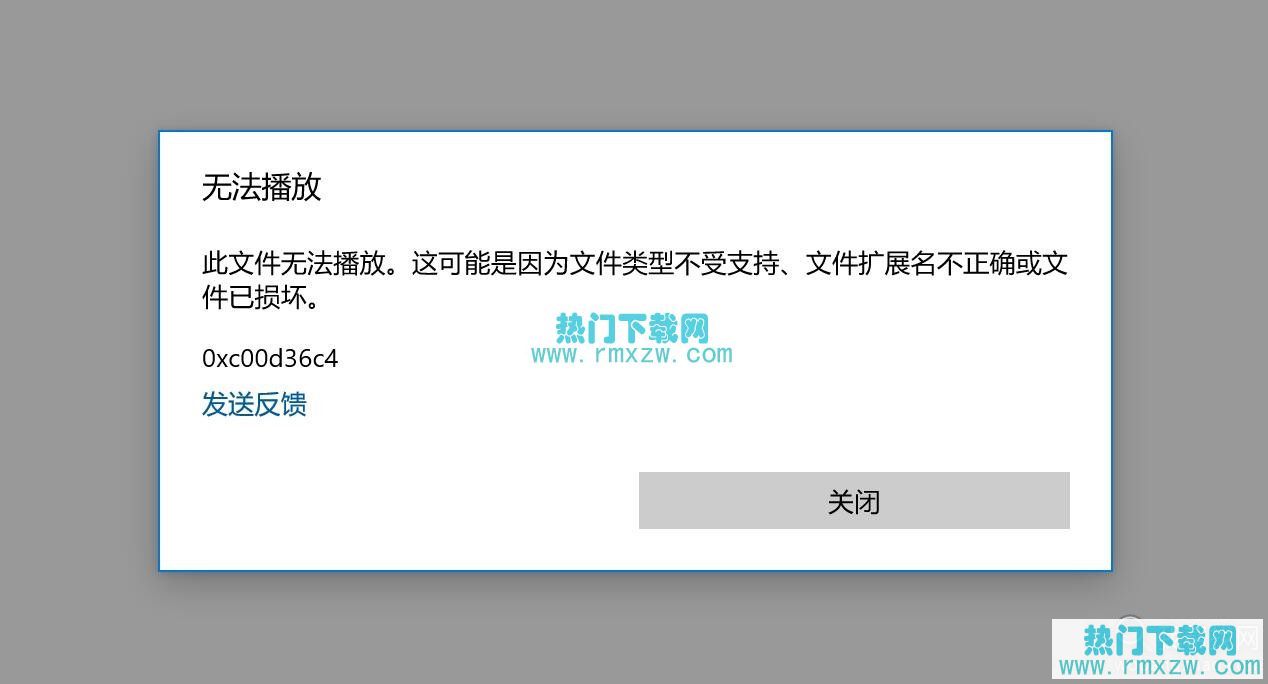 无法播放
此文件无法播放。这可能是因为文件类型不受支持、文件扩展名不正确或文
件已损坏。
热门下载网
www.rmxzw.com
0xc00d36c4
发送反馈
关闭
热门下载网
www.rmxzw.com